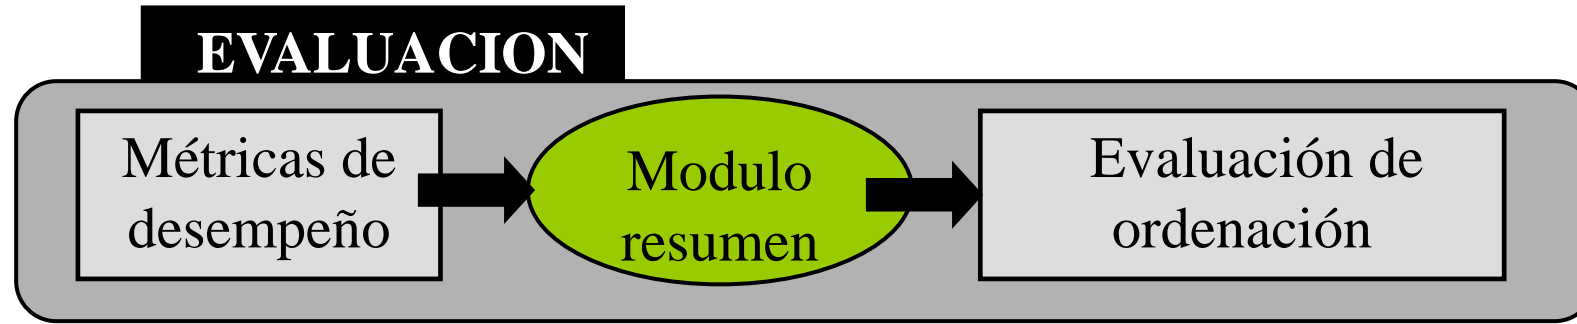 EVALUACION
Métricas de
desempeño
Modulo
resumen
Evaluación de
ordenación